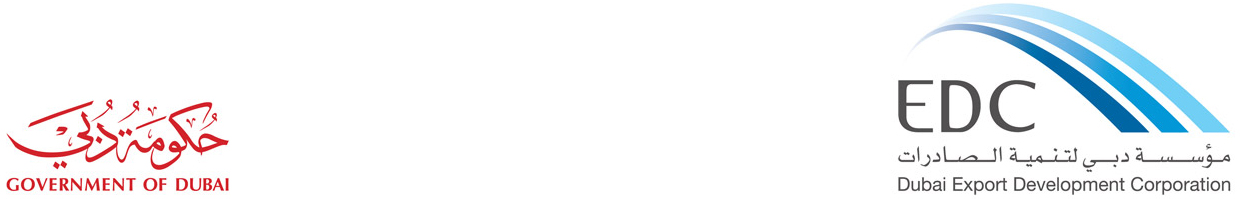 حكومة دبي
GOVERNMENT OF DUBAI
EDC
مؤسسة دبي لتنمية الصادرات
Dubai Export Development Corporation